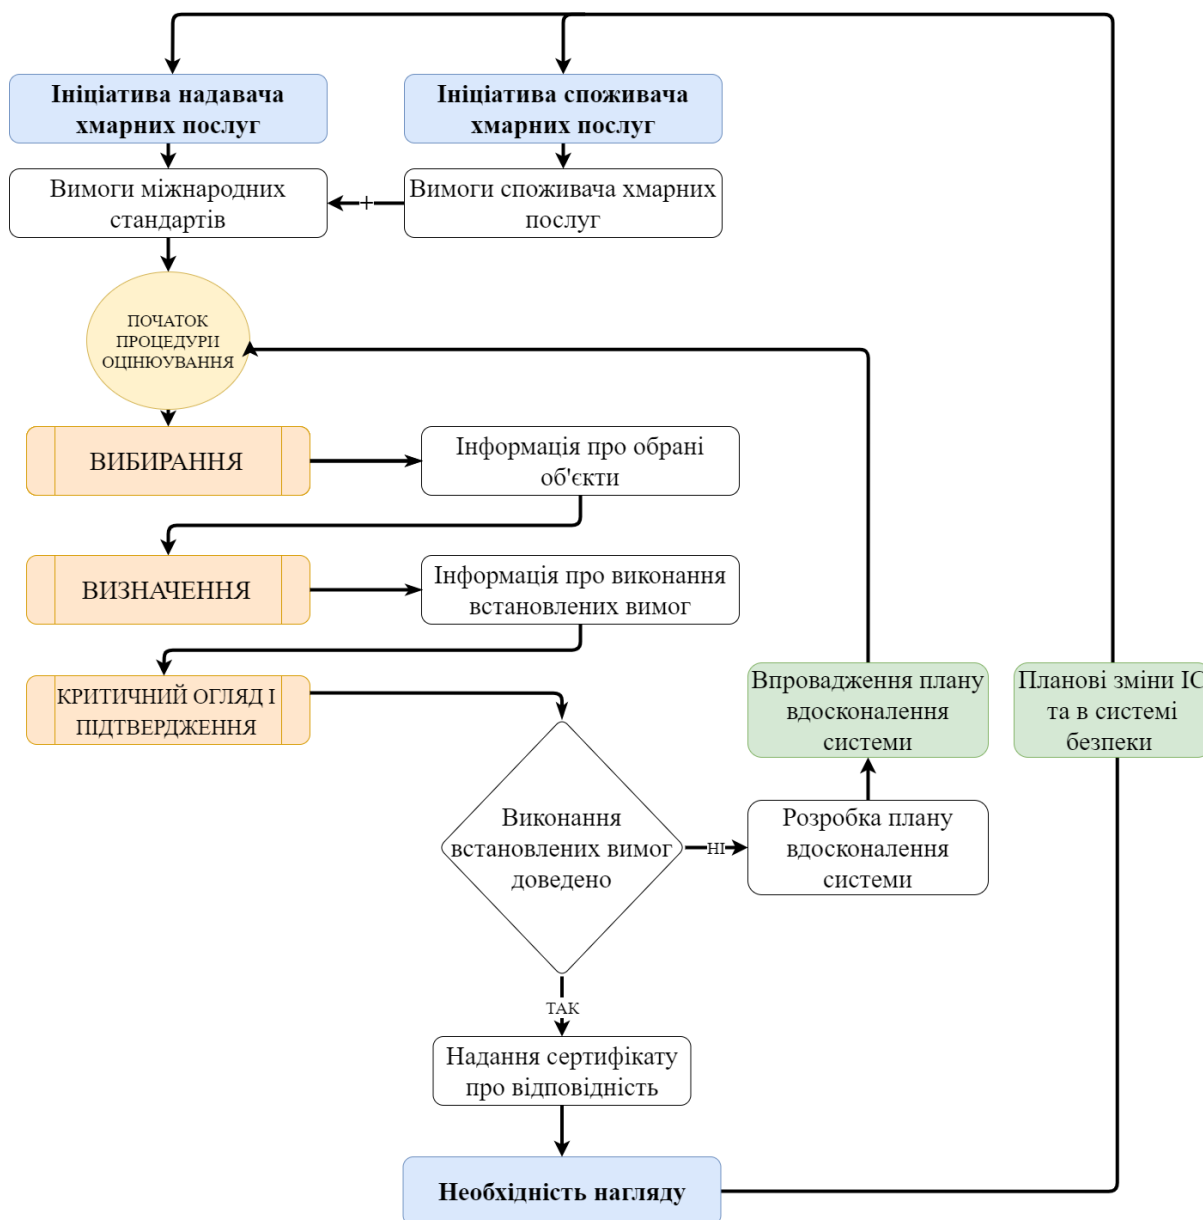 Ініціатива надавача
хмарних послуг
Ініціатива споживача
хмарних послуг
Вимоги міжнародних
стандартів
+
Вимоги споживача хмарних
послуг
ПОЧАТОК
ПРОЦЕДУРИ
ОЦІНЮУВАННЯ
ВИБИРАННЯ
Інформація про обрані
об'єкти
ВИЗНАЧЕННЯ
Інформація про виконання
встановлених вимог
КРИТИЧНИЙ ОГЛЯД І
ПІДТВЕРДЖЕННЯ
Впровадження плану
вдосконалення
системи
Планові зміни ІС
та в системі
безпеки
Виконання
встановлених вимог
доведено
НІ
Розробка плану
вдосконалення
системи
ТАК
Надання сертифікату
про відповідність
Необхідність нагляду